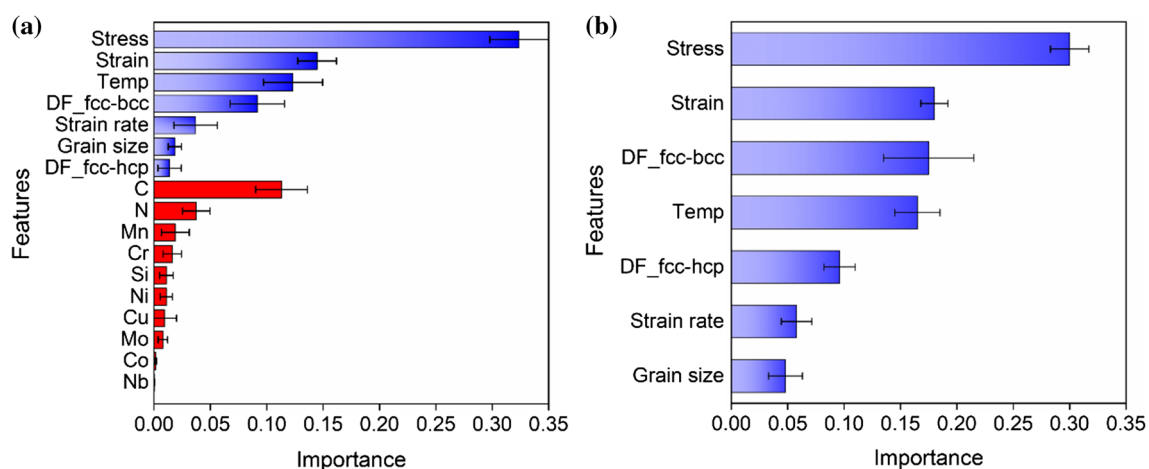 (a)
Features
Stress
Strain
Temp
DF_fcc-bcc
Strain rate
Grain size
DF_fcc-hcp
C
N
Mn
Cr
Si
Ni
Cu
Mo
Co
Nb
0.00 0.05 0.10 0.15 0.20 0.25 0.30 0.35
Importance
(b)
Features
Stress
Strain
DF_fcc-bcc
Temp
DF_fcc-hcp
Strain rate
Grain size
0.00 0.05 0.10 0.15 0.20 0.25 0.30 0.35
Importance